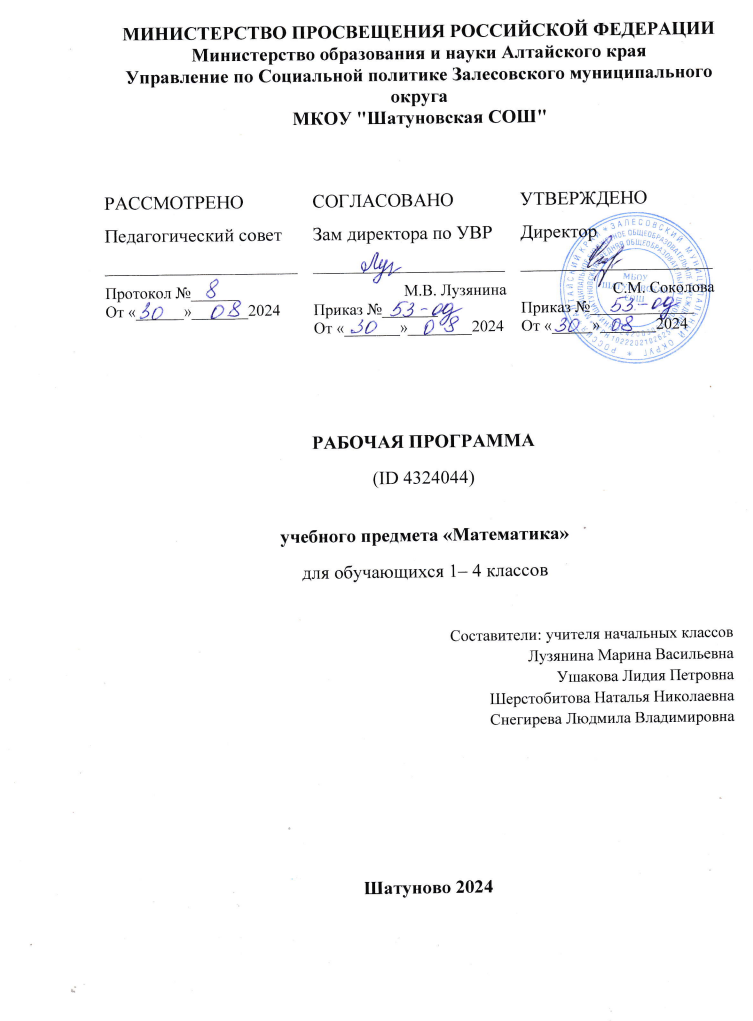 МИНИСТЕРСТВО ПРОСВЕЩЕНИЯ РОССИЙСКОЙ ФЕДЕРАЦИИ
Министерство образования и науки Алтайского края
Управление по Социальной политике Залесовского муниципального
округа
МКОУ "Шатуновская СОШ"
РАССМОТРЕНО
Педагогический совет
Протокол № 8
От «30» 08 2024
СОГЛАСОВАНО
Зам директора по УВР
Луз
М.В. Лузянина
Приказ № 53-од
От «30» 08 2024
УТВЕРЖДЕНО
Директор
С.М. Соколова
Приказ № 53-од
От «30» 08 2024
РАБОЧАЯ ПРОГРАММА
(ID 4324044)
учебного предмета «Математика»
для обучающихся 1– 4 классов
Составители: учителя начальных классов
Лузянина Марина Васильевна
Ушакова Лидия Петровна
Шерстобитова Наталья Николаевна
Снегирева Людмила Владимировна
Шатуново 2024